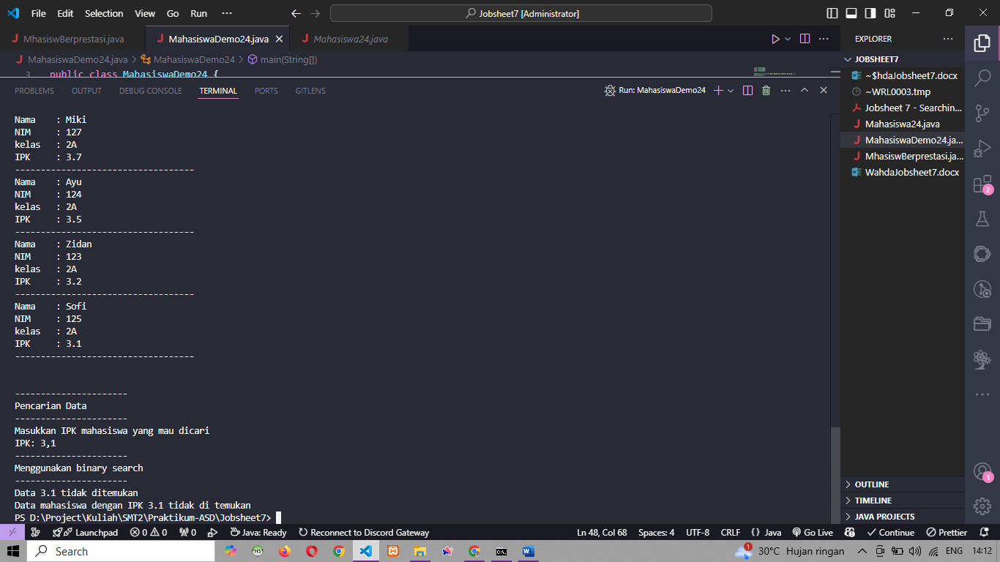 File Edit Selection View Go Run ··· Jobsheet7 [Administrator]
MhasiswBerprestasi.java MahasiswaDemo24.java Mahasiswa24.java
MahasiswaDemo24.java > MahasiswaDemo24 > main(String[])
3 public class MahasiswaDemo24 {
PROBLEMS OUTPUT DEBUG CONSOLE TERMINAL PORTS GITLENS Run: MahasiswaDemo24
Nama : Miki
NIM : 127
kelas : 2A
IPK : 3.7
-----------------------------------
Nama : Ayu
NIM : 124
kelas : 2A
IPK : 3.5
-----------------------------------
Nama : Zidan
NIM : 123
kelas : 2A
IPK : 3.2
-----------------------------------
Nama : Sofi
NIM : 125
kelas : 2A
IPK : 3.1
-----------------------------------
----------------------
Pencarian Data
----------------------
Masukkan IPK mahasiswa yang mau dicari
IPK: 3,1
----------------------
Menggunakan binary search
----------------------
Data 3.1 tidak ditemukan
Data mahasiswa dengan IPK 3.1 tidak di temukan
PS D:\Project\Kuliah\SMT2\Praktikum-ASD\Jobsheet7>
EXPLORER
JOBSHEET7
~$hdaJobsheet7.docx
~WRL0003.tmp
Jobsheet 7 - Searchin...
Mahasiswa24.java
MahasiswaDemo24.ja...
MhasiswBerprestasi.ja...
WahdaJobsheet7.docx
OUTLINE
TIMELINE
JAVA PROJECTS
2
1
Launchpad 0 0 0 Java: Ready Reconnect to Discord Gateway Ln 48, Col 68 Spaces: 4 UTF-8 CRLF {} Java Go Live Continue Prettier
Search 1 30°C Hujan ringan ENG 14:12